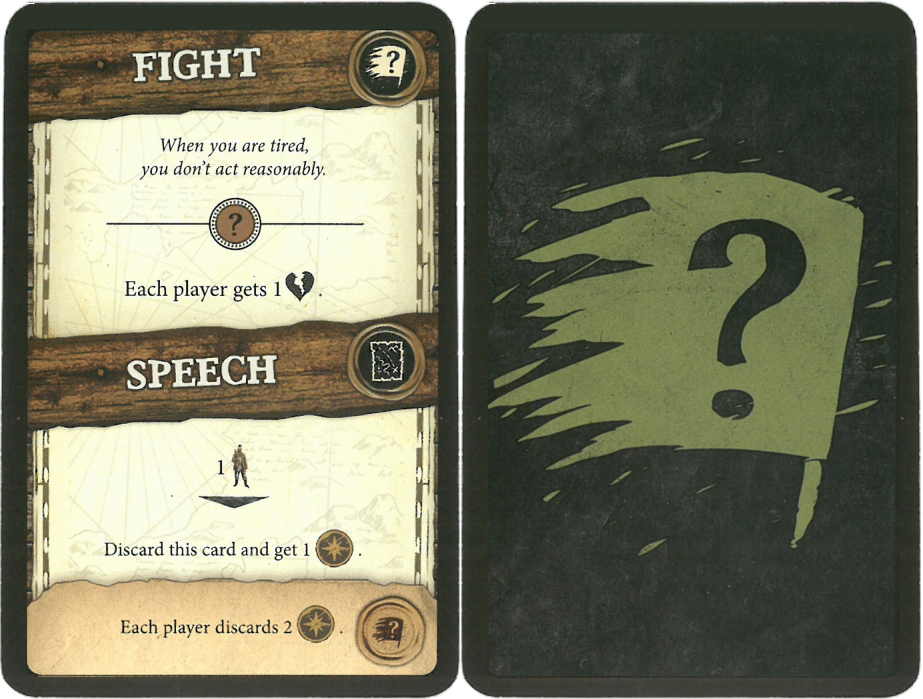 FIGHT
?
When you are tired,
you don't act reasonably.
?
Each player gets 1 .
SPEECH
1
Discard this card and get 1 .
Each player discards 2 .
?
?